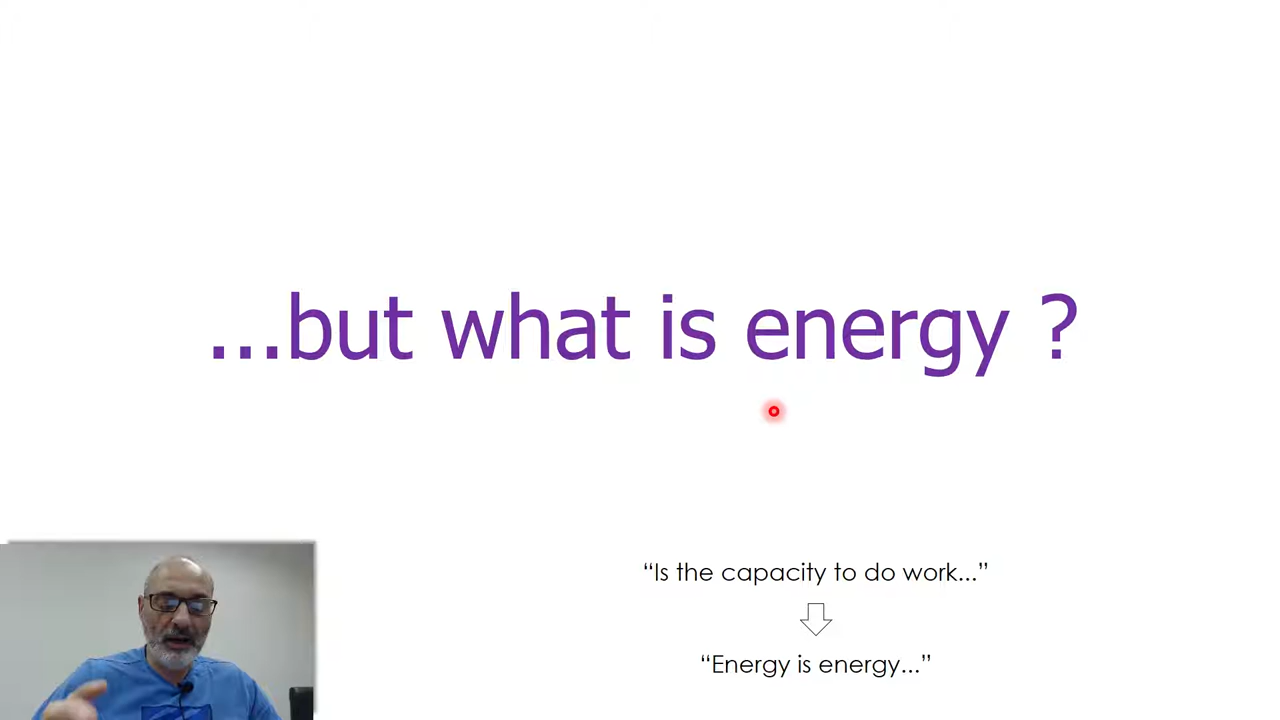 ...but what is energy ?
“Is the capacity to do work...”
“Energy is energy...”